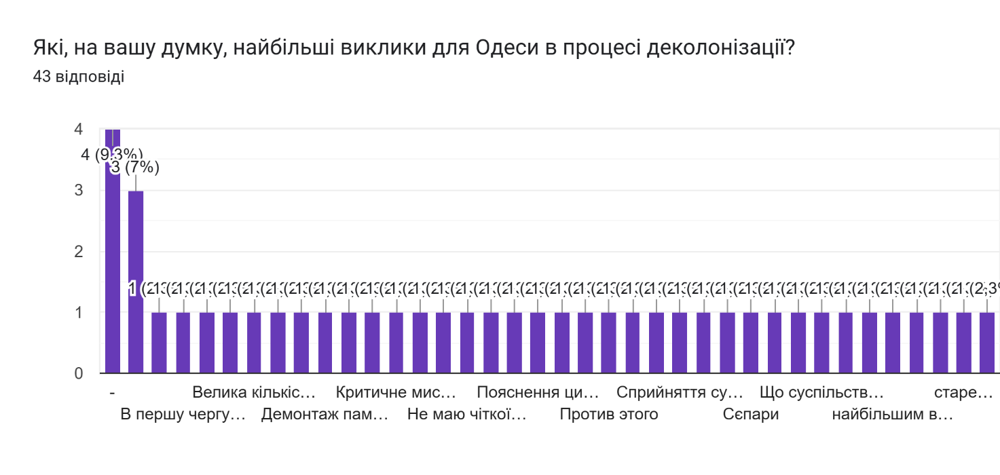 Які, на вашу думку, найбільші виклики для Одеси в процесі деколонізації?
43 відповіді
4
3
2
1
0
4 (9,3%)
3 (7%)
- Велика кількіс… Критичне мис… Пояснення ци… Сприйняття су… Що суспільств… старе…
В першу чергу… Демонтаж пам… Не маю чіткої… Против этого Сєпари найбільшим в…